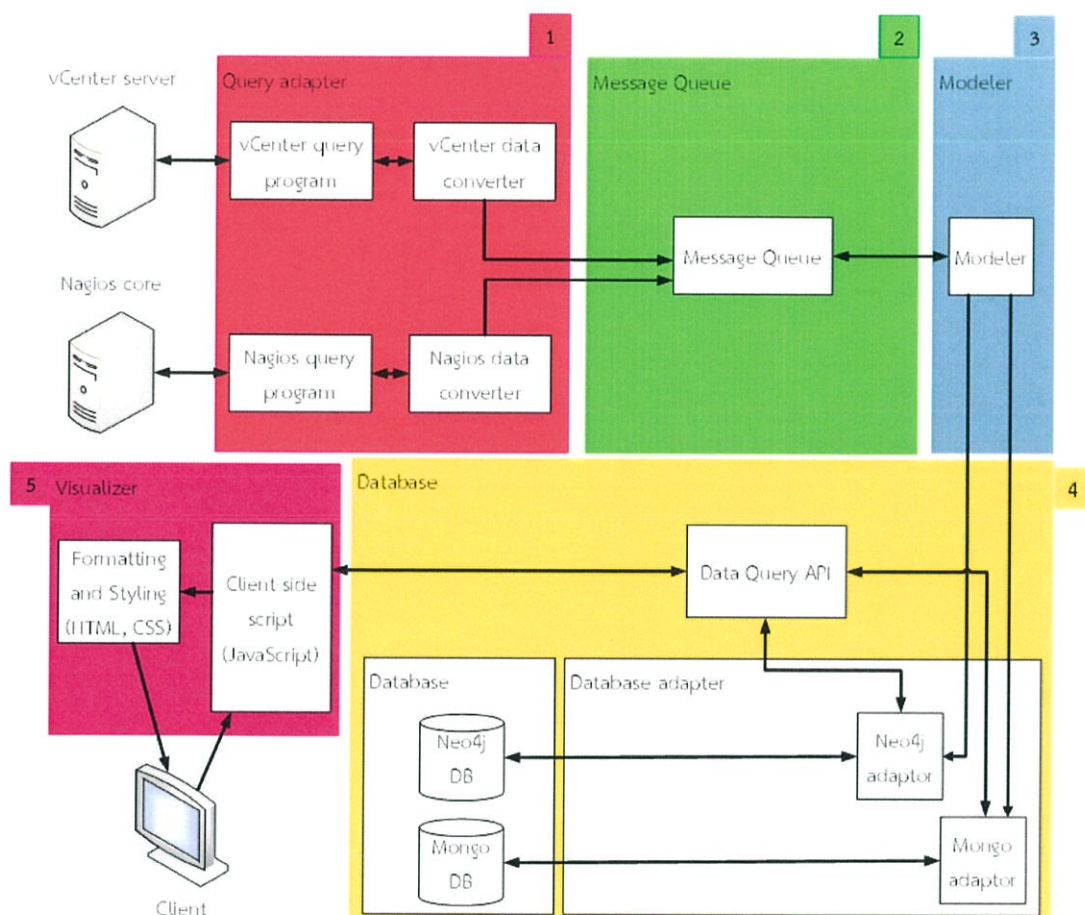 1
2
3
vCenter server
Query adapter
Message Queue
Modeler
vCenter query
program
vCenter data
converter
Message Queue
Modeler
Nagios core
Nagios query
program
Nagios data
converter
5
Visualizer
Database
4
Formatting
and Styling
(HTML, CSS)
Client side
script
(JavaScript)
Data Query API
Database
Database adapter
Neo4j
DB
Neo4j
adaptor
Mongo
DB
Mongo
adaptor
Client